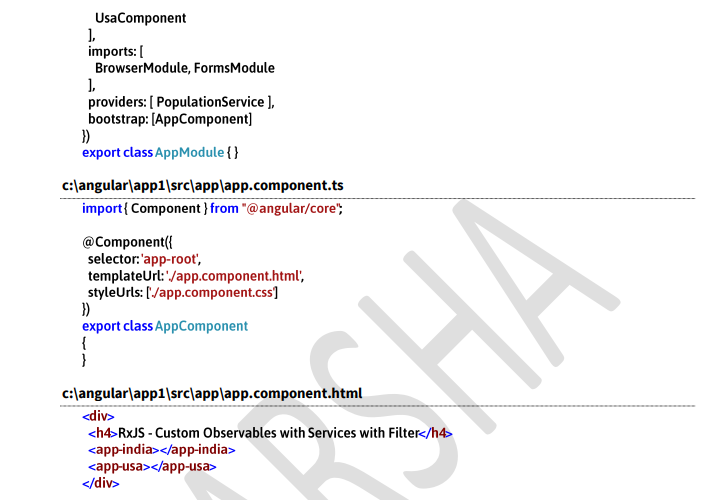 UsaComponent
],
imports: [
BrowserModule, FormsModule
],
providers: [ PopulationService ],
bootstrap: [AppComponent]
})
export class AppModule { }
c:\angular\app1\src\app\app.component.ts
import { Component } from "@angular/core";
@Component({
selector: 'app-root',
templateUrl: './app.component.html',
styleUrls: ['./app.component.css']
})
export class AppComponent
{
}
c:\angular\app1\src\app\app.component.html
<div>
<h4>RxJS - Custom Observables with Services with Filter</h4>
<app-india></app-india>
<app-usa></app-usa>
</div>
ARSHA